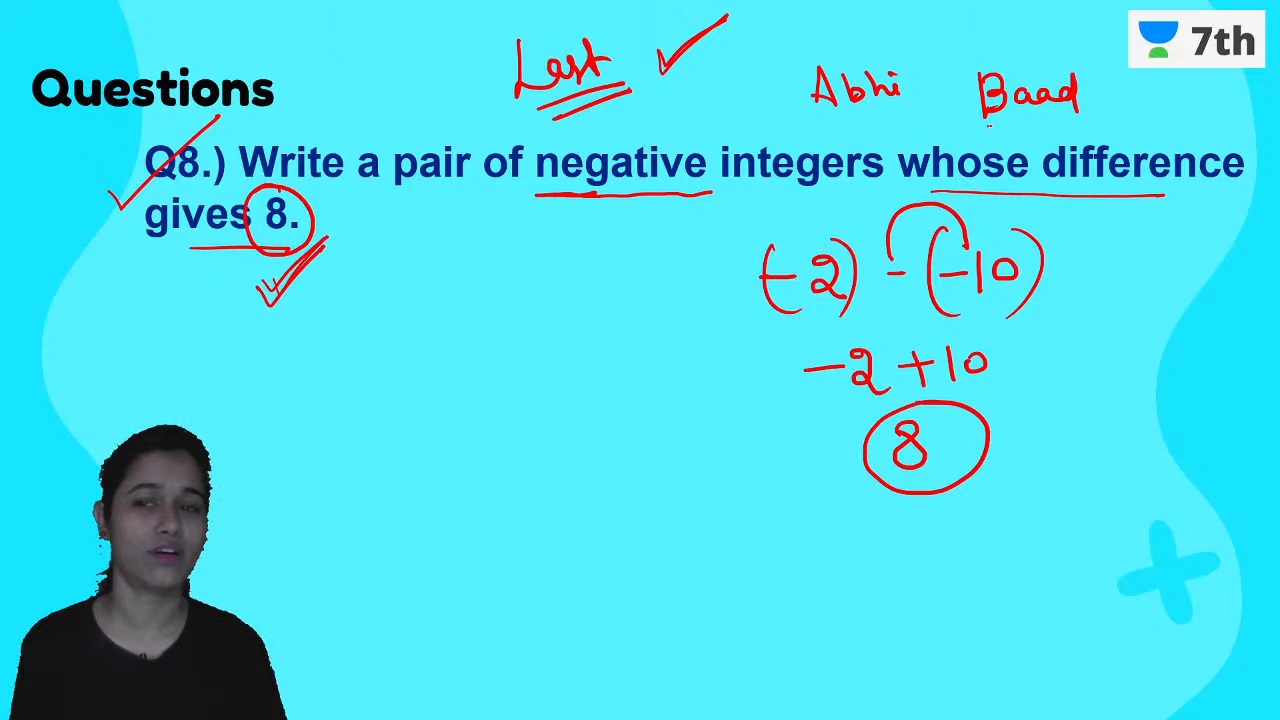 7th
Last
Abhi Baad
Questions
Q8.) Write a pair of negative integers whose difference
gives 8.
(-2) - (-10)
-2 + 10
8